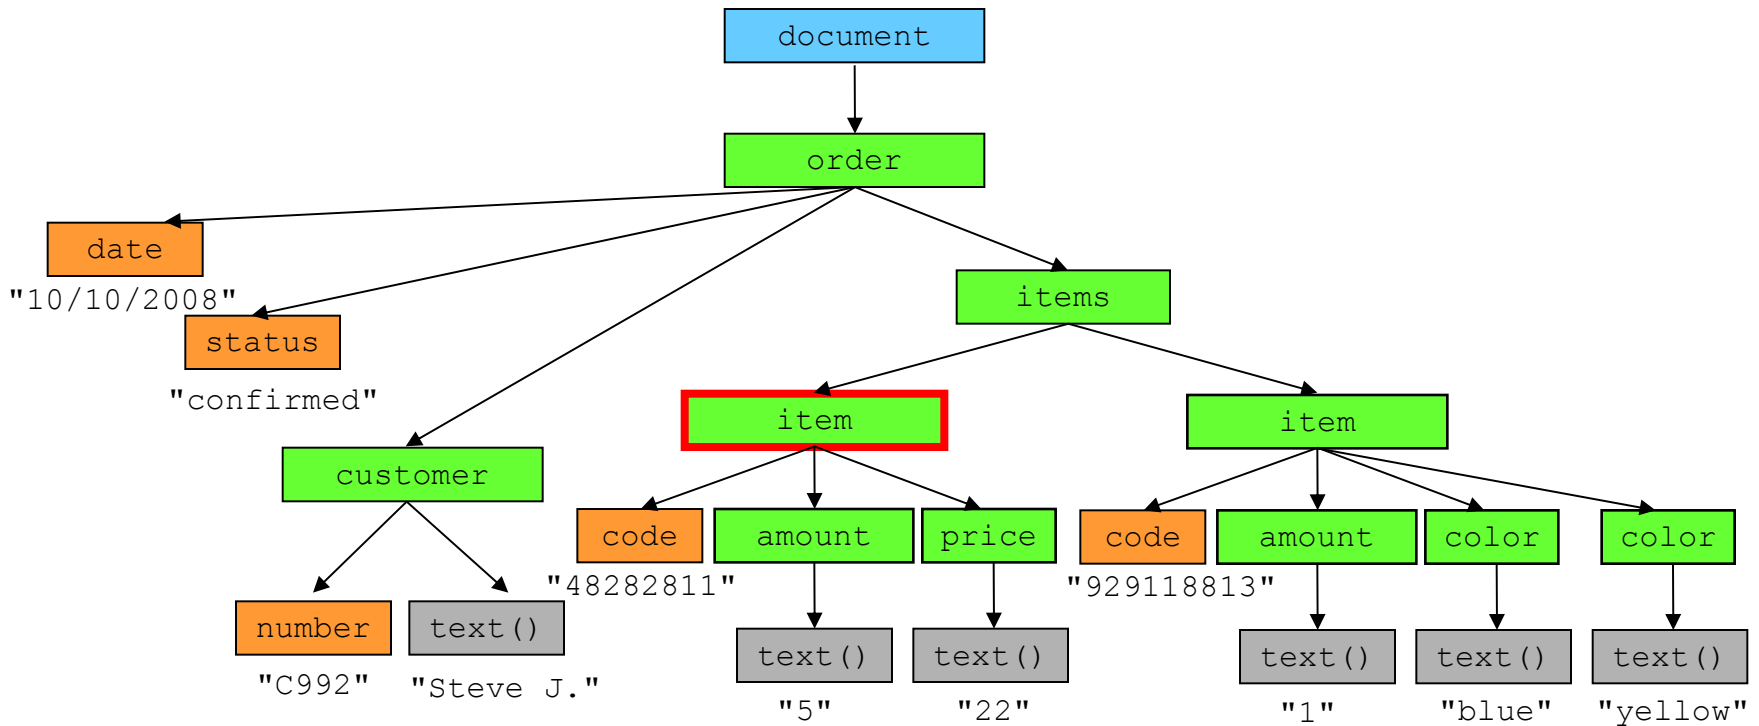 document
order
date
"10/10/2008"
items
status
"confirmed"
item
item
customer
code
amount
price
code
amount
color
color
"48282811"
"929118813"
number
text()
text()
text()
text()
text()
text()
"C992"
"Steve J."
"5"
"22"
"1"
"blue"
"yellow"